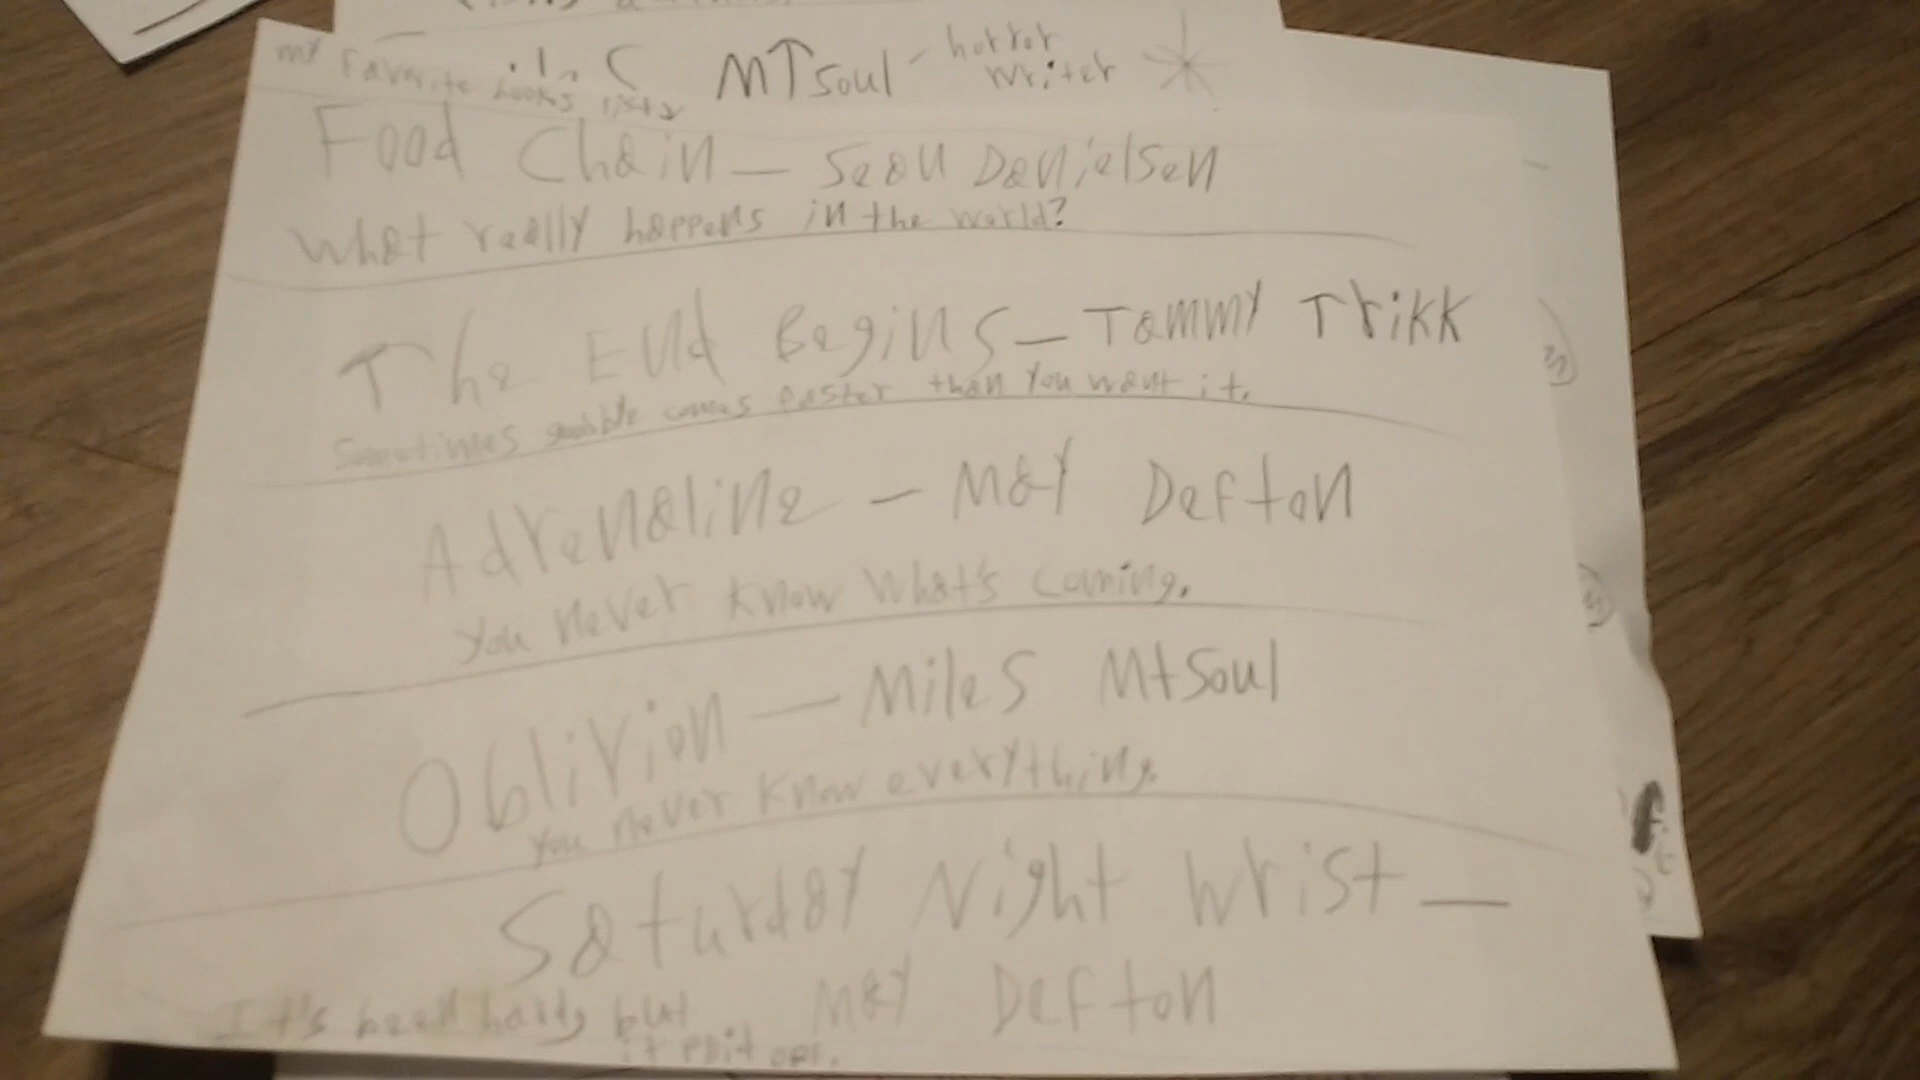 MTSoul - horror
writer
my favorite books list
Food Chain — Sean Danielsen
What really happens in the world?
The End Begins — Tammy Trikk
Sometimes comes faster than you want it.
Adrenaline — May Defton
You never know what's coming.
Oblivion — Miles MtSoul
You never know everything.
Saturday Night Wrist —
May Defton
It's been hard, but
it